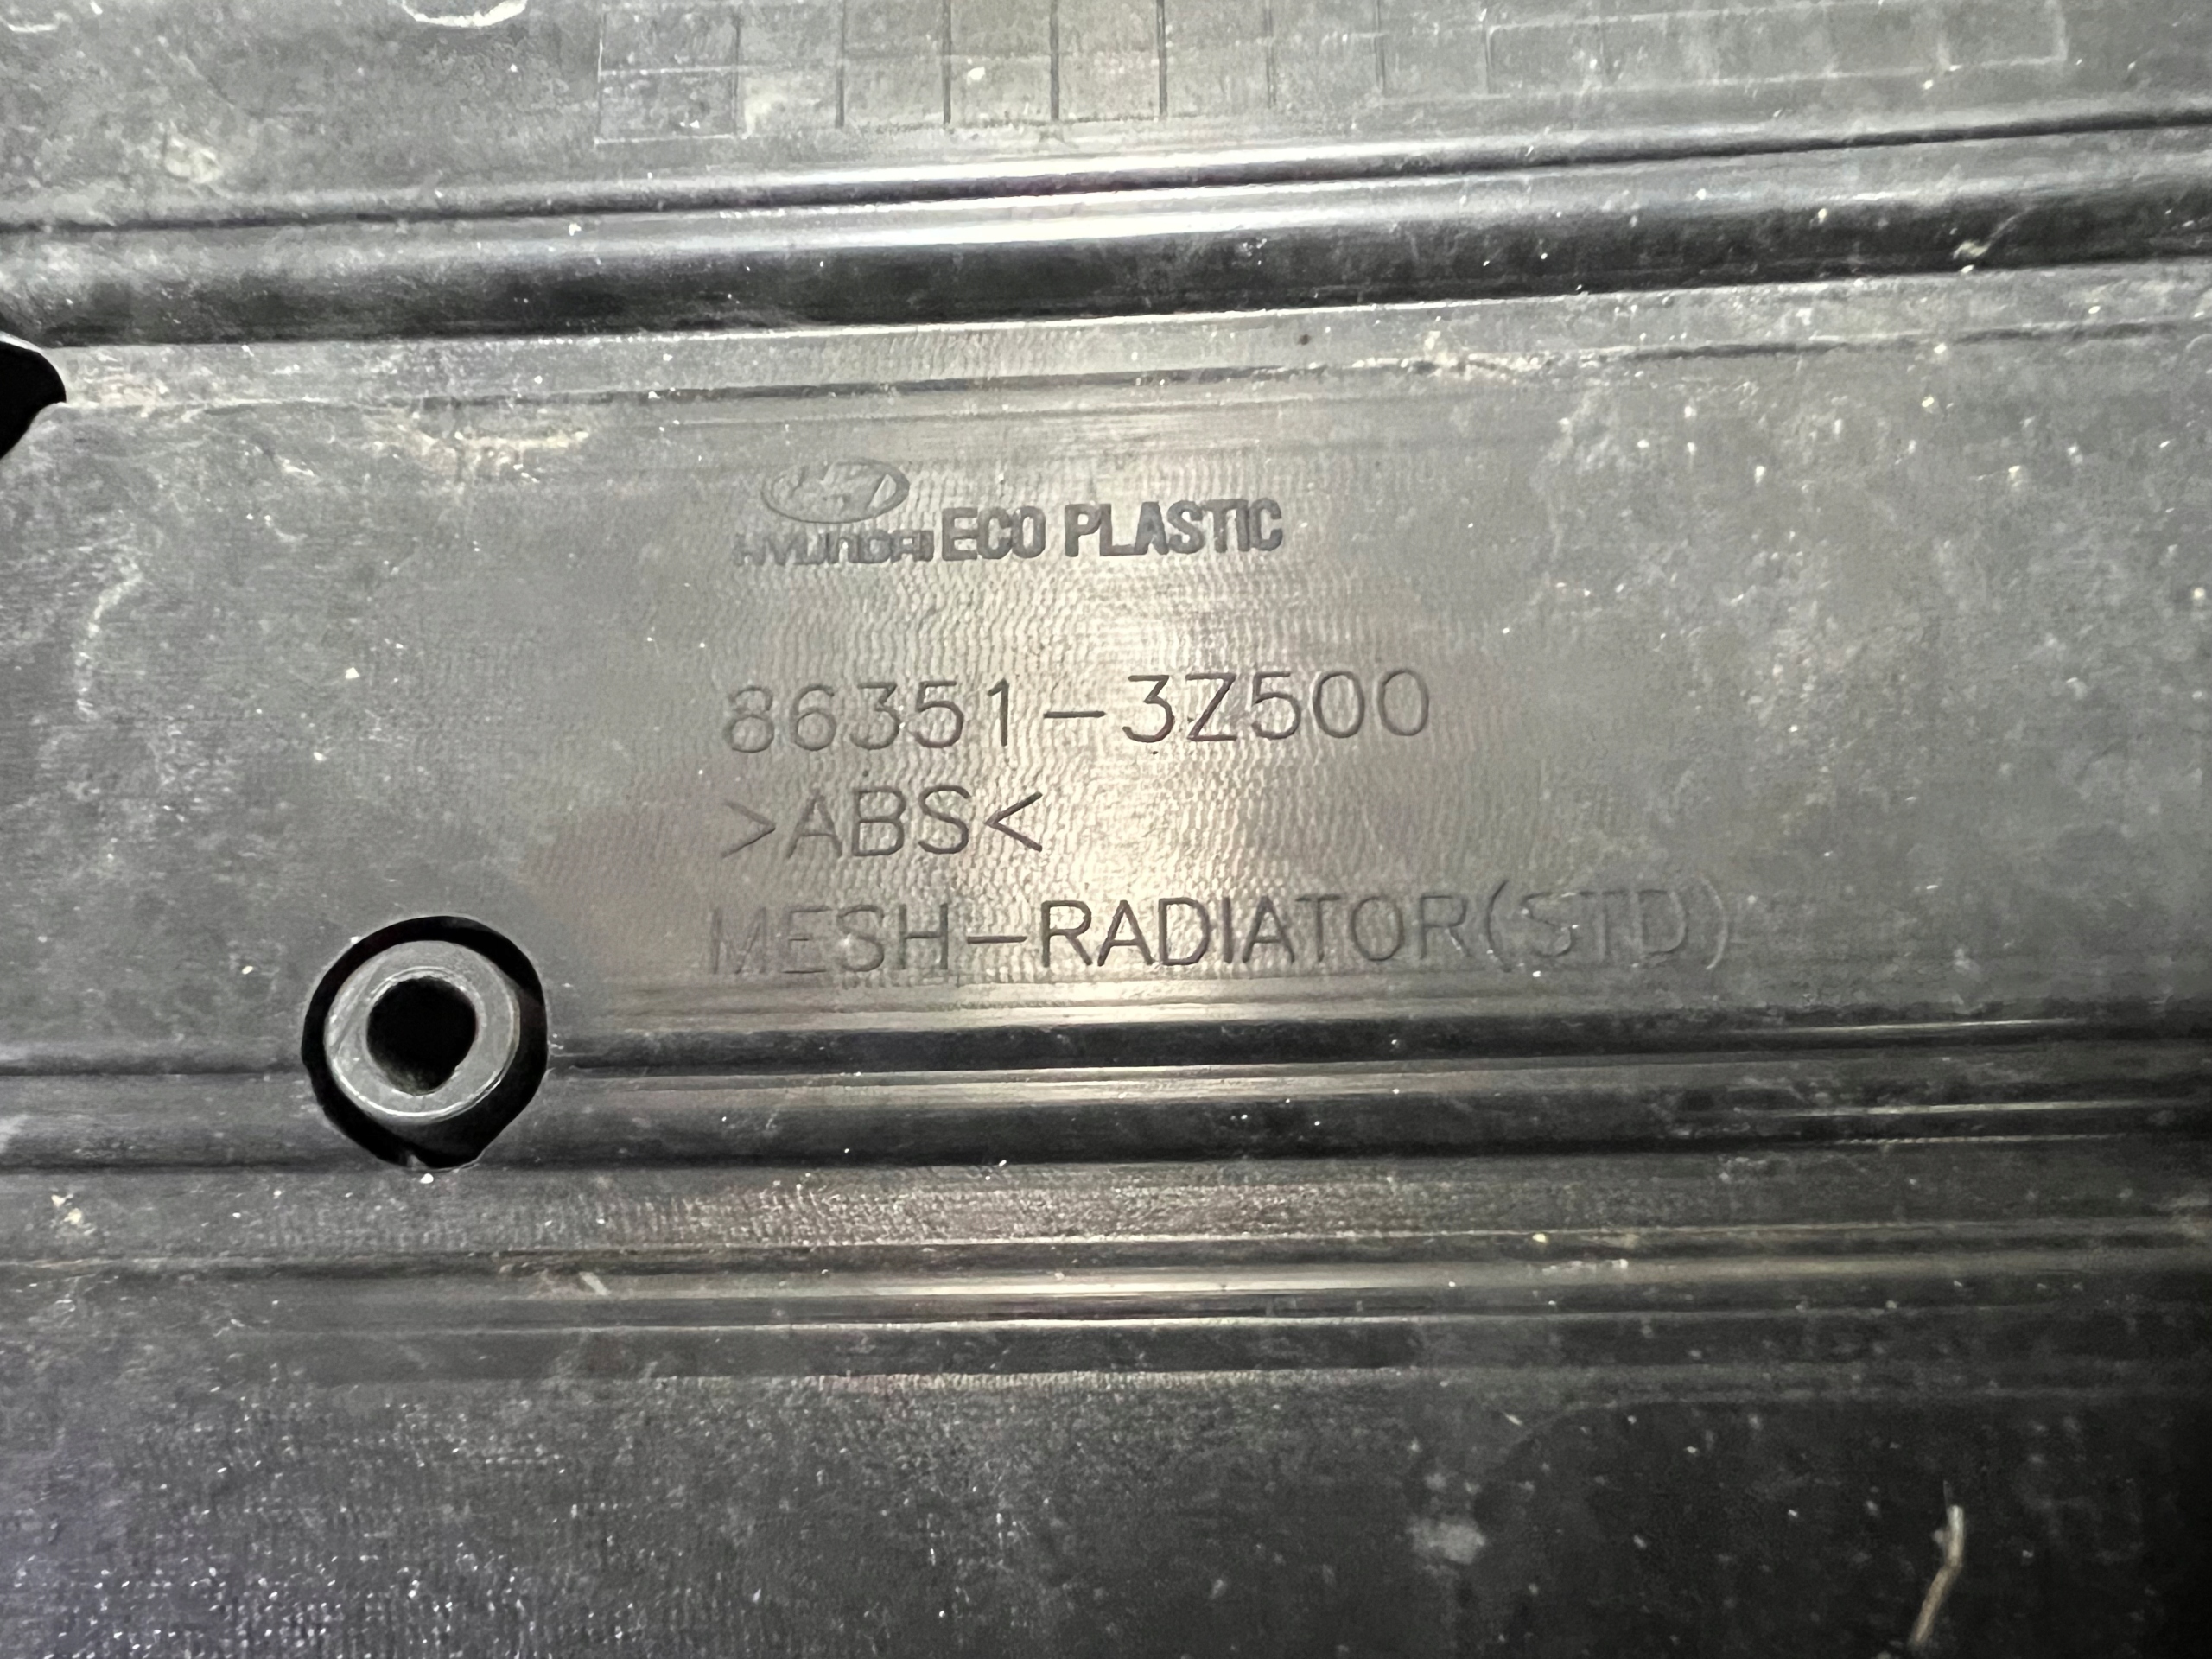 HYUNDAI ECO PLASTIC
86351-3Z500
>ABS<
MESH-RADIATOR(STD)